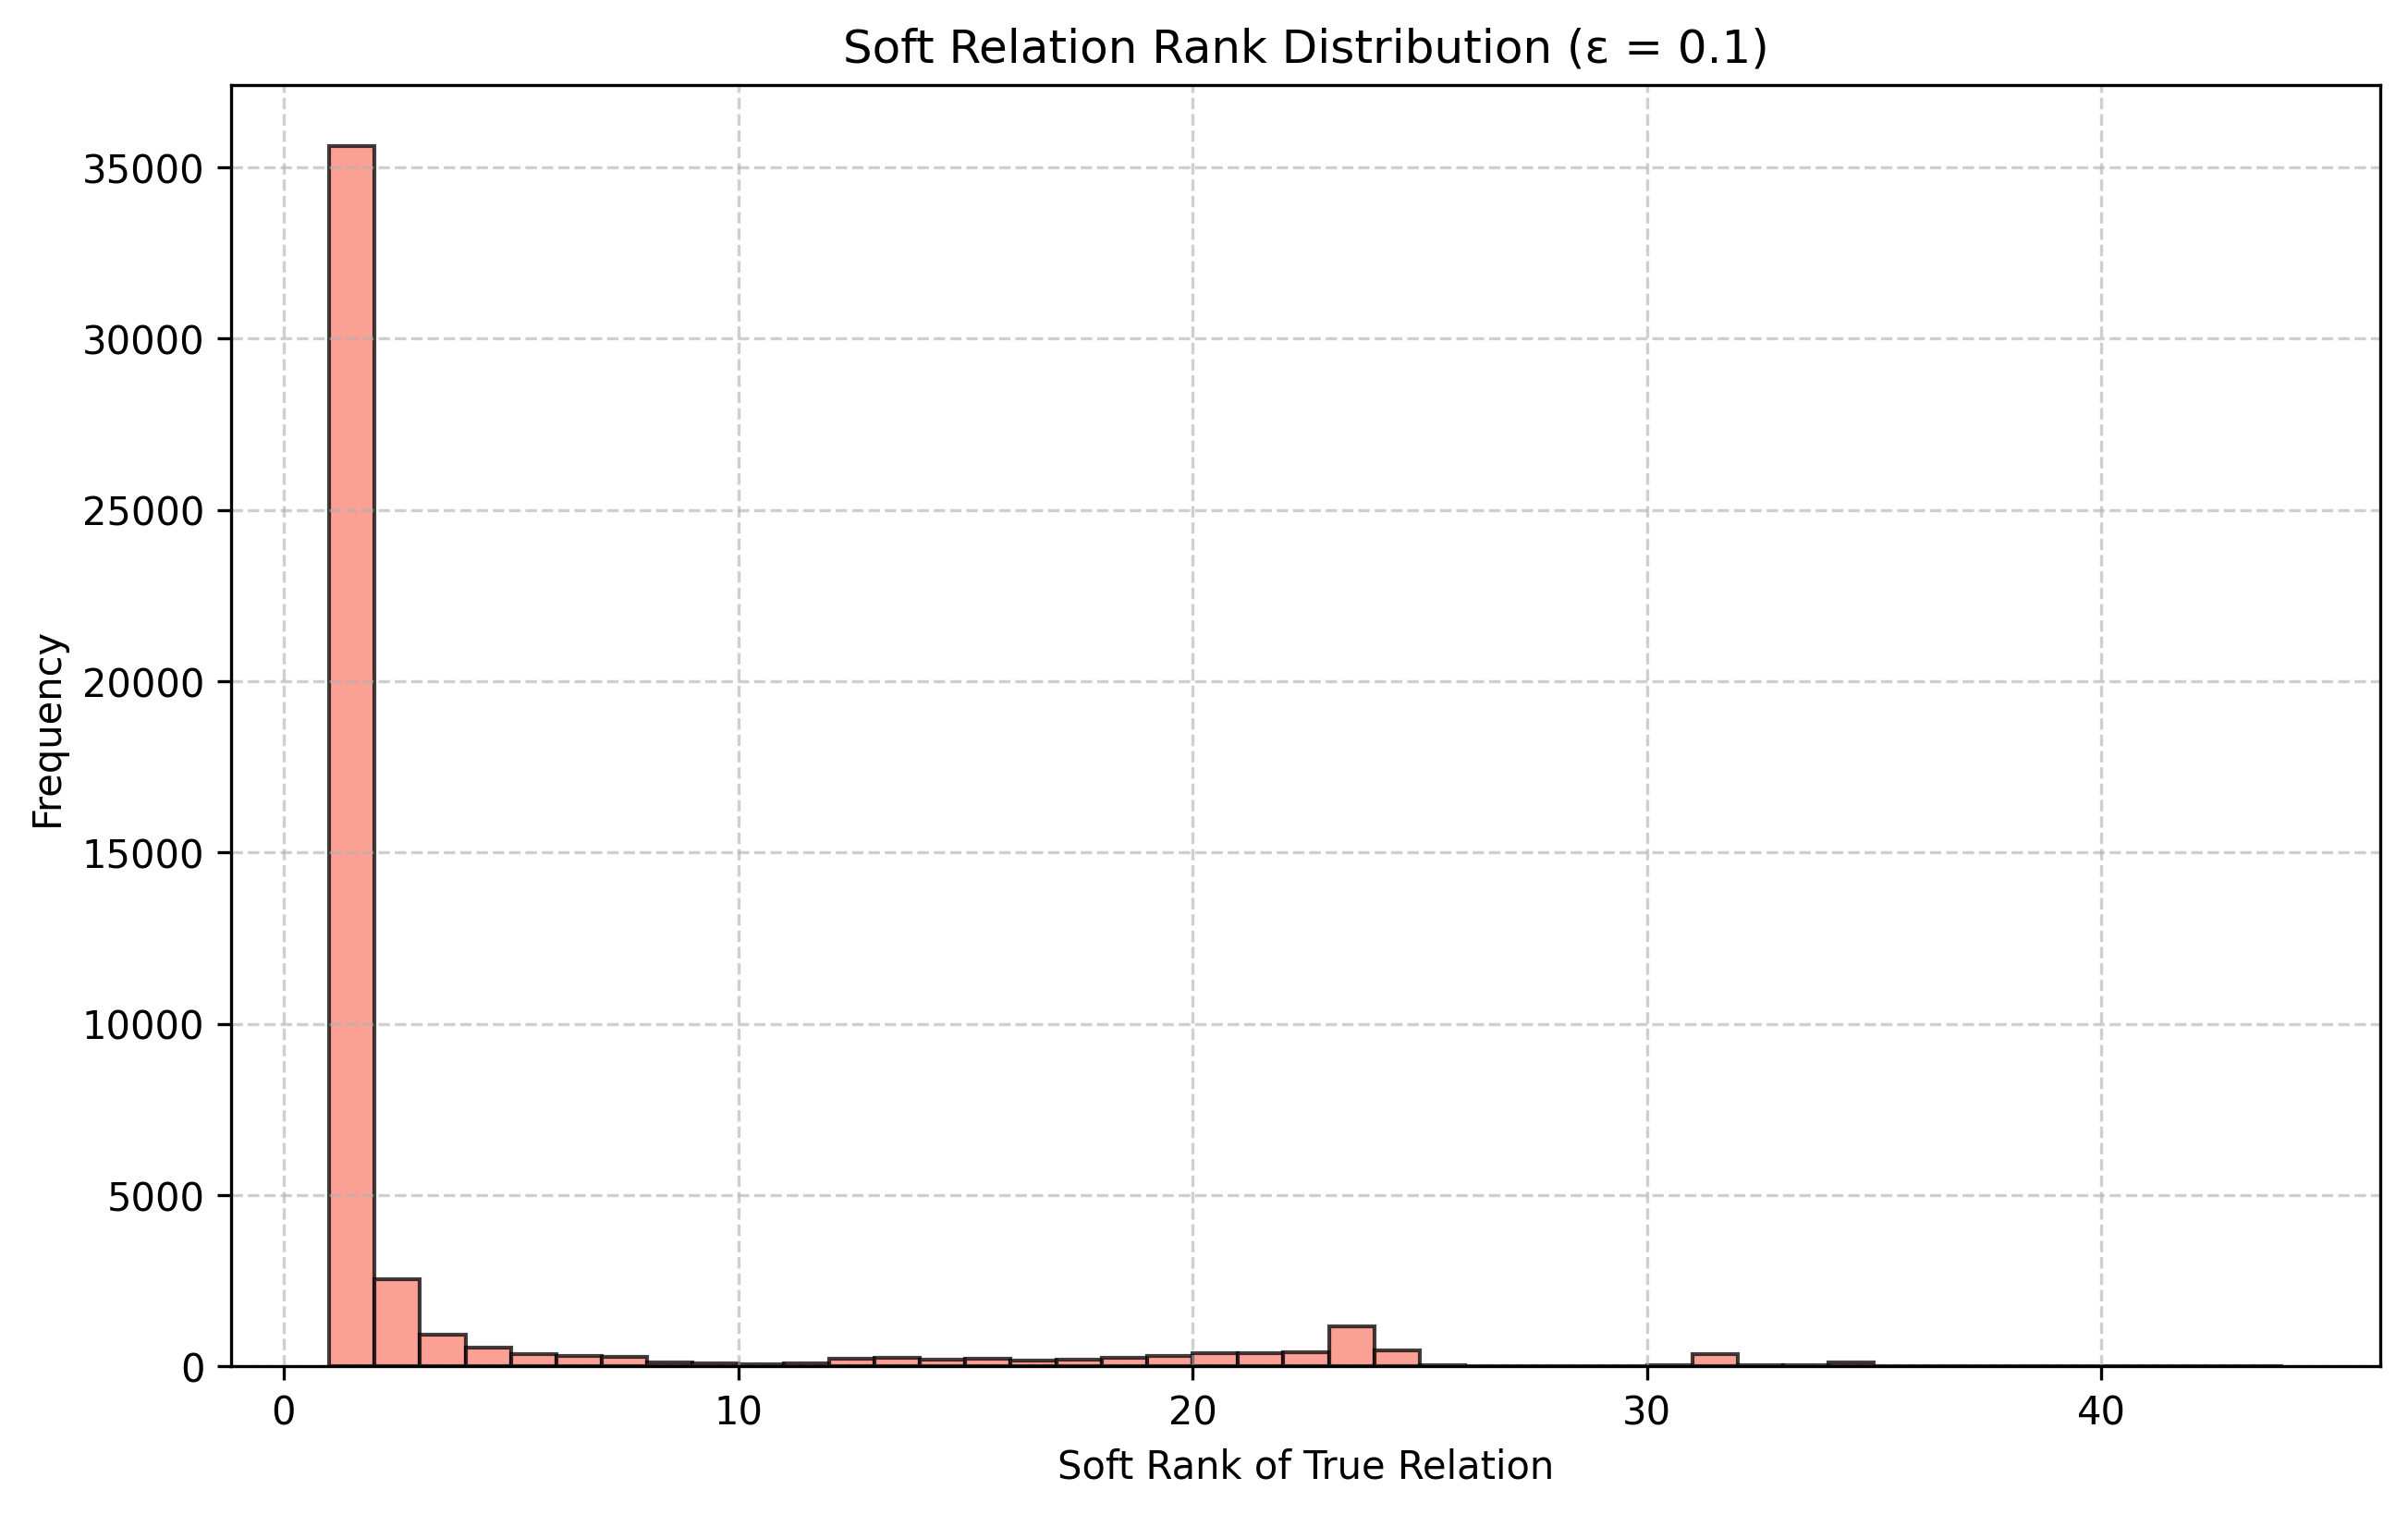 Soft Relation Rank Distribution (ε = 0.1)
35000
30000
25000
20000
15000
10000
5000
0
Frequency
0 10 20 30 40
Soft Rank of True Relation